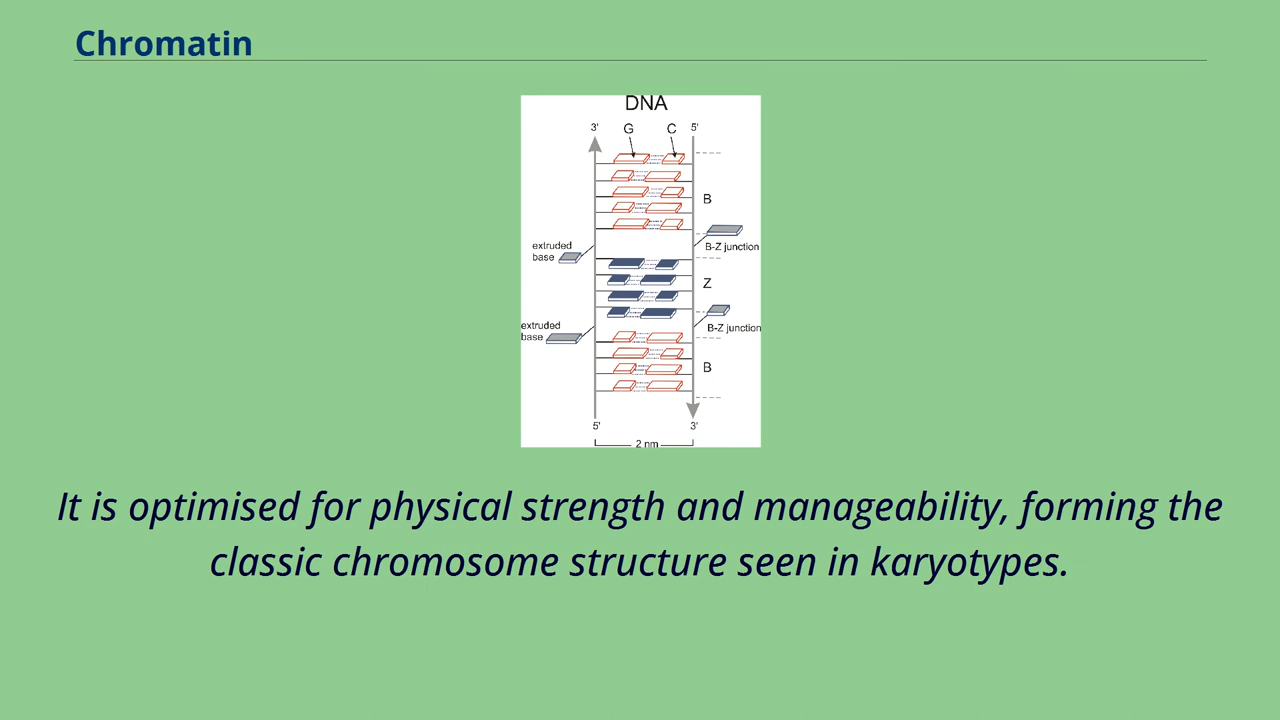 Chromatin
DNA
3'
G
C
5'
B
extruded
base
B-Z junction
Z
extruded
base
B-Z junction
B
5'
3'
2 nm
It is optimised for physical strength and manageability, forming the
classic chromosome structure seen in karyotypes.